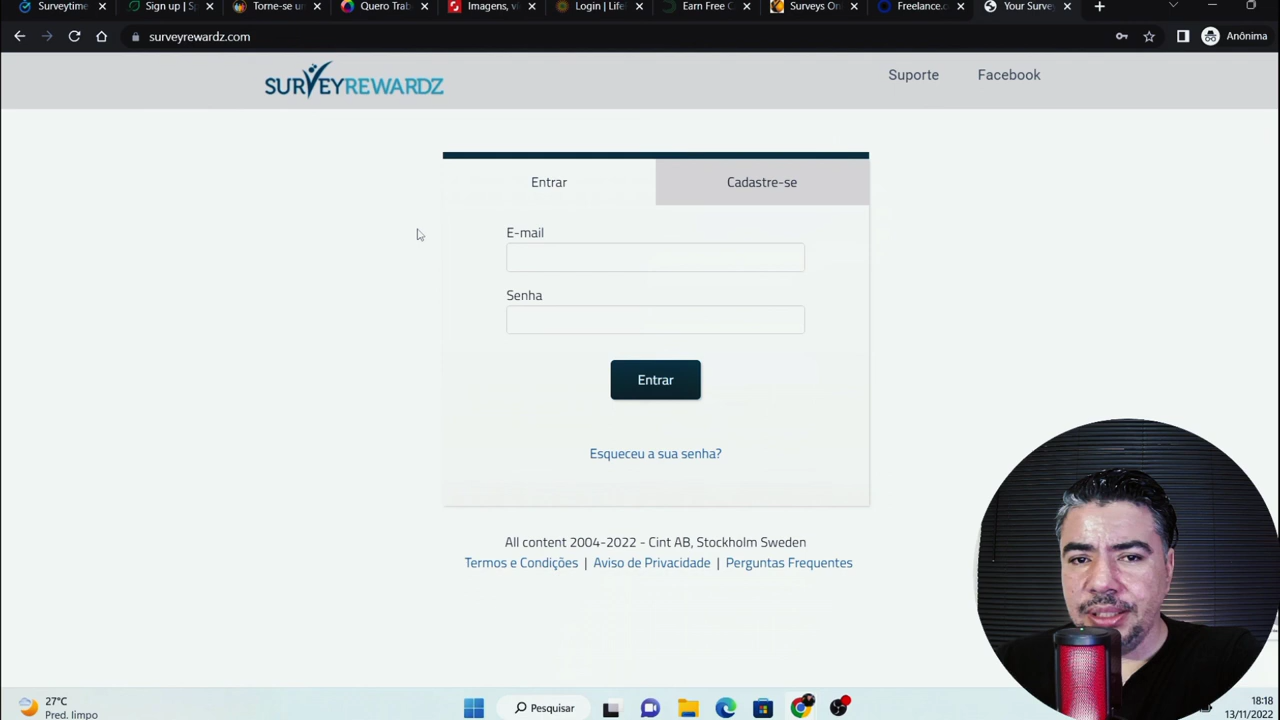 Surveytime
Sign up | S
Torne-se un
Quero Trab
Imagens, v
Login | Life
Earn Free C
Surveys On
Freelance.c
Your Surve
surveyrewardz.com
Anônima
SURVEYREWARDZ
Suporte
Facebook
Entrar
Cadastre-se
E-mail
Senha
Entrar
Esqueceu a sua senha?
All content 2004-2022 - Cint AB, Stockholm Sweden
Termos e Condições | Aviso de Privacidade | Perguntas Frequentes
27°C
Pred. limpo
Pesquisar
18:18
13/11/2022